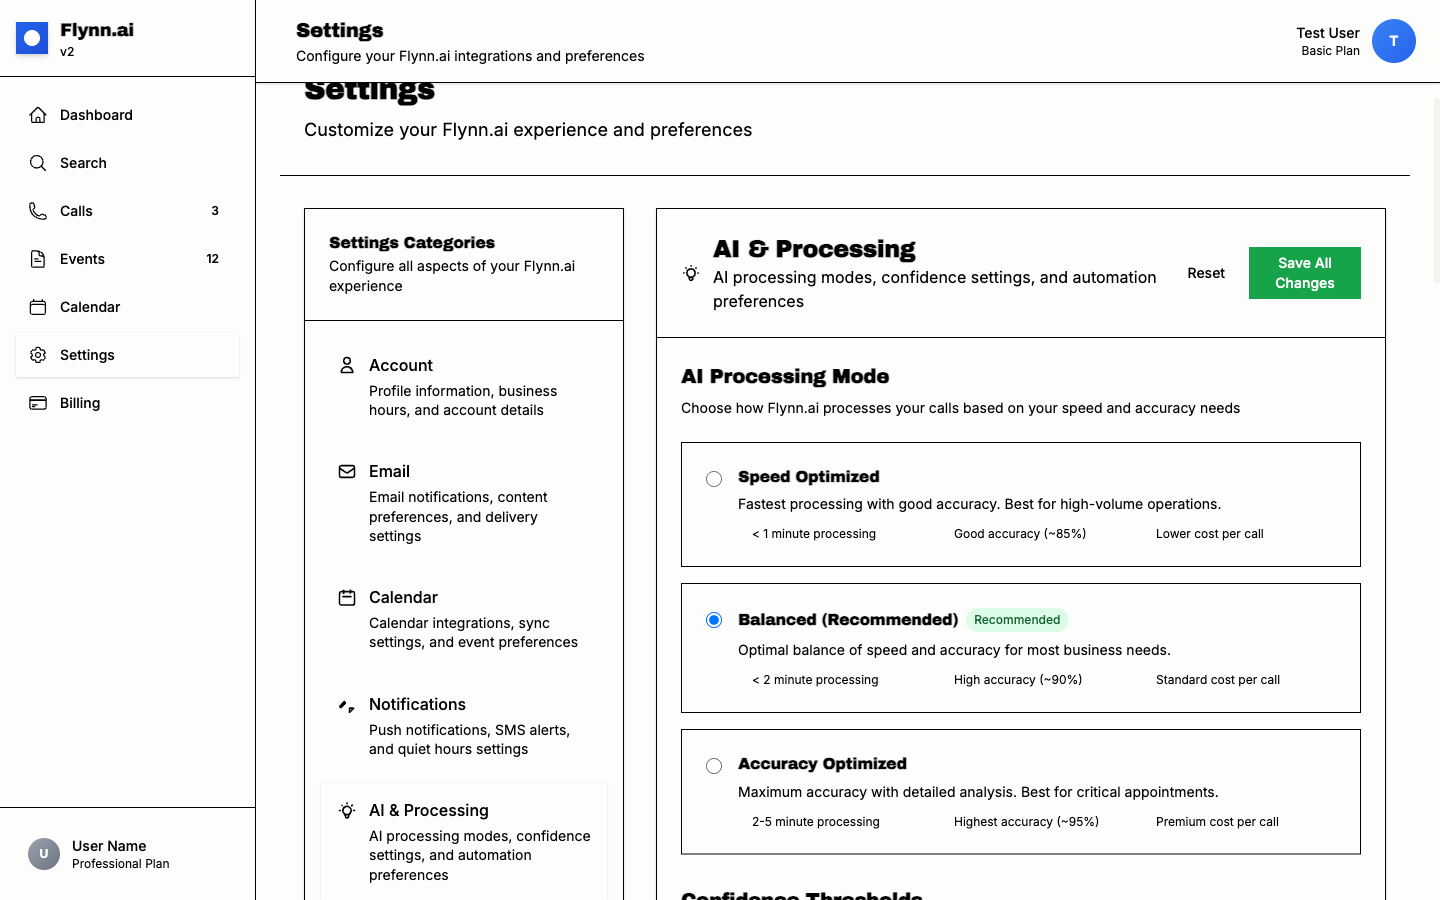 Flynn.ai
v2
Dashboard
Search
Calls 3
Events 12
Calendar
Settings
Billing
U
User Name
Professional Plan
Settings
Configure your Flynn.ai integrations and preferences
Test User
Basic Plan
T
Settings
Customize your Flynn.ai experience and preferences
Settings Categories
Configure all aspects of your Flynn.ai
experience
Account
Profile information, business
hours, and account details
Email
Email notifications, content
preferences, and delivery
settings
Calendar
Calendar integrations, sync
settings, and event preferences
Notifications
Push notifications, SMS alerts,
and quiet hours settings
AI & Processing
AI processing modes, confidence
settings, and automation
preferences
AI & Processing
AI processing modes, confidence settings, and automation
preferences
Reset
Save All
Changes
AI Processing Mode
Choose how Flynn.ai processes your calls based on your speed and accuracy needs
Speed Optimized
Fastest processing with good accuracy. Best for high-volume operations.
< 1 minute processing Good accuracy (~85%) Lower cost per call
Balanced (Recommended) Recommended
Optimal balance of speed and accuracy for most business needs.
< 2 minute processing High accuracy (~90%) Standard cost per call
Accuracy Optimized
Maximum accuracy with detailed analysis. Best for critical appointments.
2-5 minute processing Highest accuracy (~95%) Premium cost per call
Confidence Thresholds